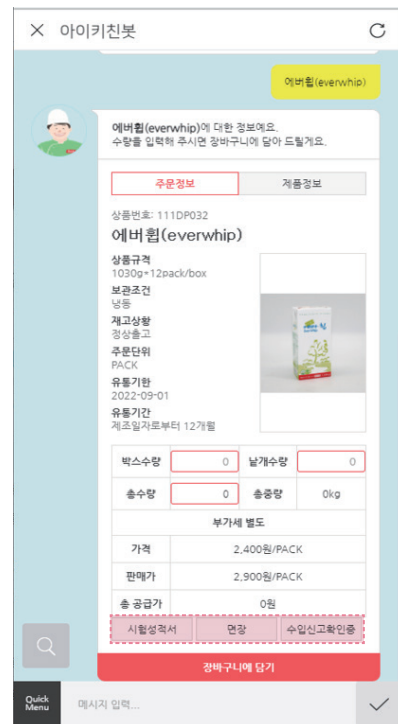 아이키친봇
에버휩(everwhip)
에버휩(everwhip)에 대한 정보예요.
수량을 입력해 주시면 장바구니에 담아 드릴게요.
주문정보 제품정보
상품번호: 111DP032
에버휩(everwhip)
상품규격
1030g*12pack/box
보관조건
냉동
재고상황
정상출고
주문단위
PACK
유통기한
2022-09-01
유통기간
제조일자로부터 12개월
박스수량 0 낱개수량 0
총수량 0 총중량 0kg
부가세 별도
가격 2,400원/PACK
판매가 2,900원/PACK
총 공급가 0원
시험성적서 면장 수입신고확인증
장바구니에 담기
Quick
Menu
메시지 입력...